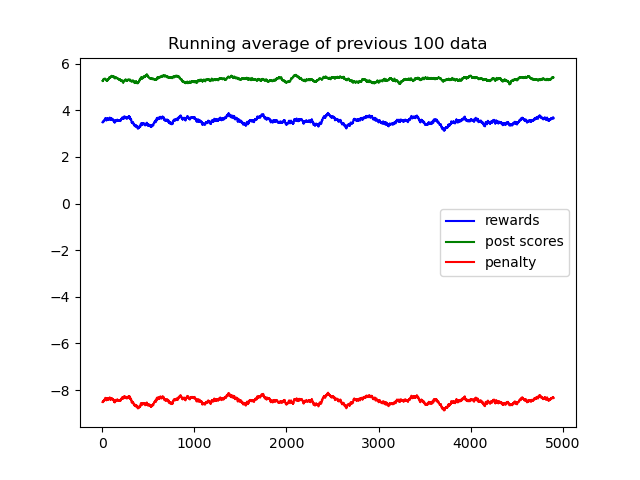 Running average of previous 100 data
6
4
2
0
−2
−4
−6
−8
rewards
post scores
penalty
0 1000 2000 3000 4000 5000